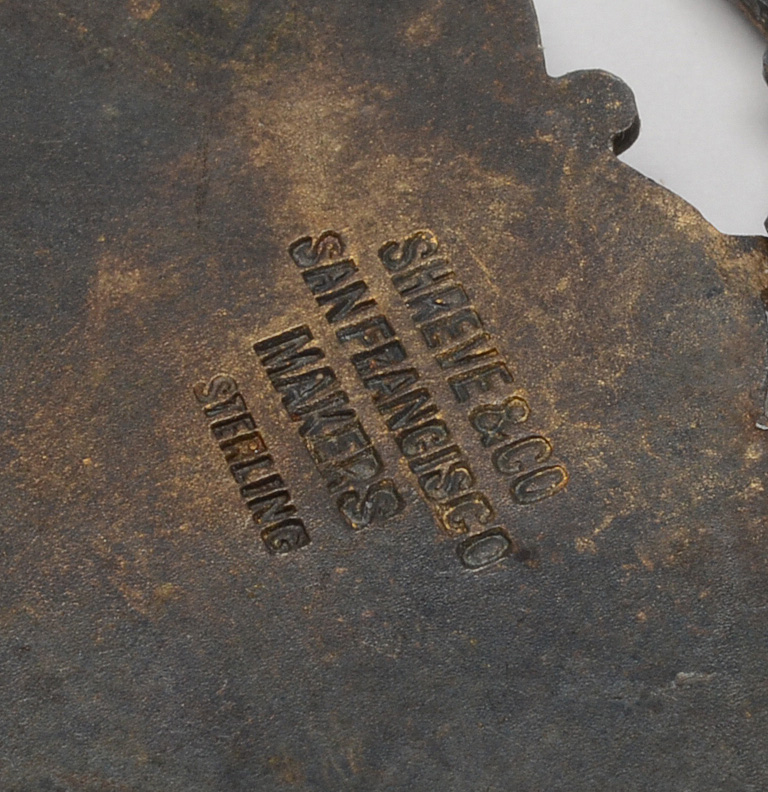 SHREVE & CO
SAN FRANCISCO
MAKERS
STERLING